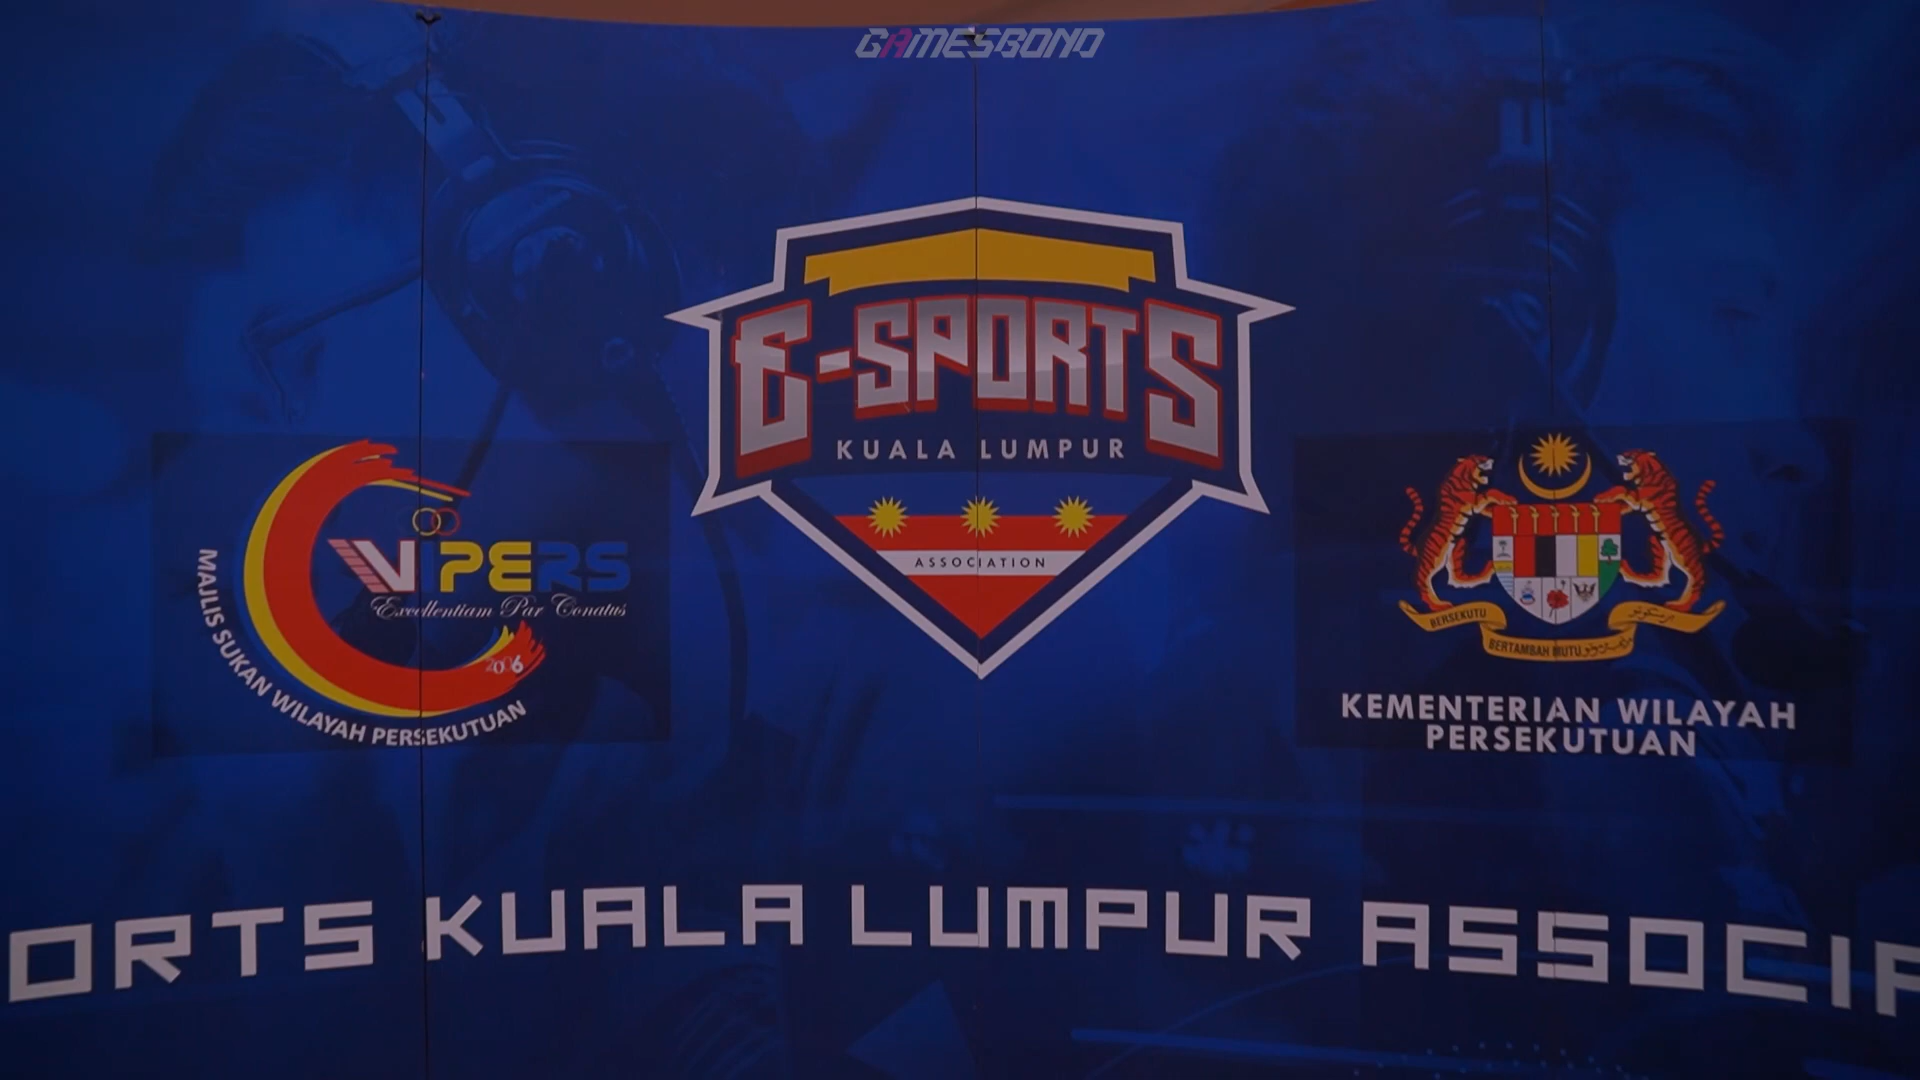 GAMESBOND
E-SPORTS
KUALA LUMPUR
ASSOCIATION
VIPERS
Excellentiam Par Conatus
2006
MAJLIS SUKAN WILAYAH PERSEKUTUAN
BERSEKUTU
BERTAMBAH MUTU
KEMENTERIAN WILAYAH
PERSEKUTUAN
ORTS KUALA LUMPUR ASSOCIA